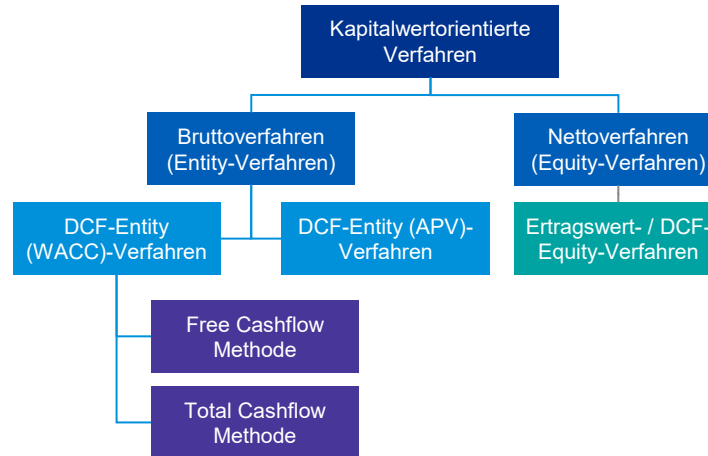 Kapitalwertorientierte
Verfahren
Bruttoverfahren
(Entity-Verfahren)
Nettoverfahren
(Equity-Verfahren)
DCF-Entity
(WACC)-Verfahren
DCF-Entity (APV)-
Verfahren
Ertragswert- / DCF-
Equity-Verfahren
Free Cashflow
Methode
Total Cashflow
Methode